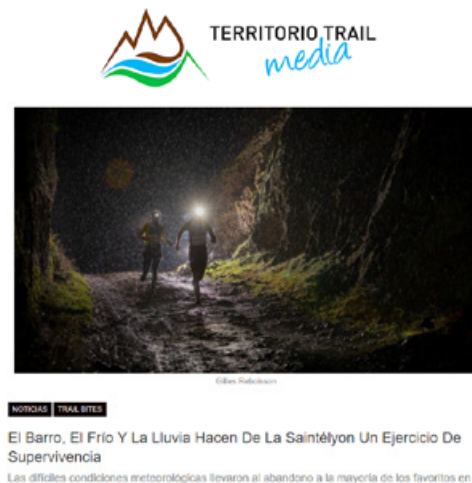 TERRITORIO TRAIL
media
Gilles Reboisson
NOTICIAS TRAIL BITES
El Barro, El Frío Y La Lluvia Hacen De La Saintélyon Un Ejercicio De
Supervivencia
Las difíciles condiciones meteorológicas llevaron al abandono a la mayoría de los favoritos en